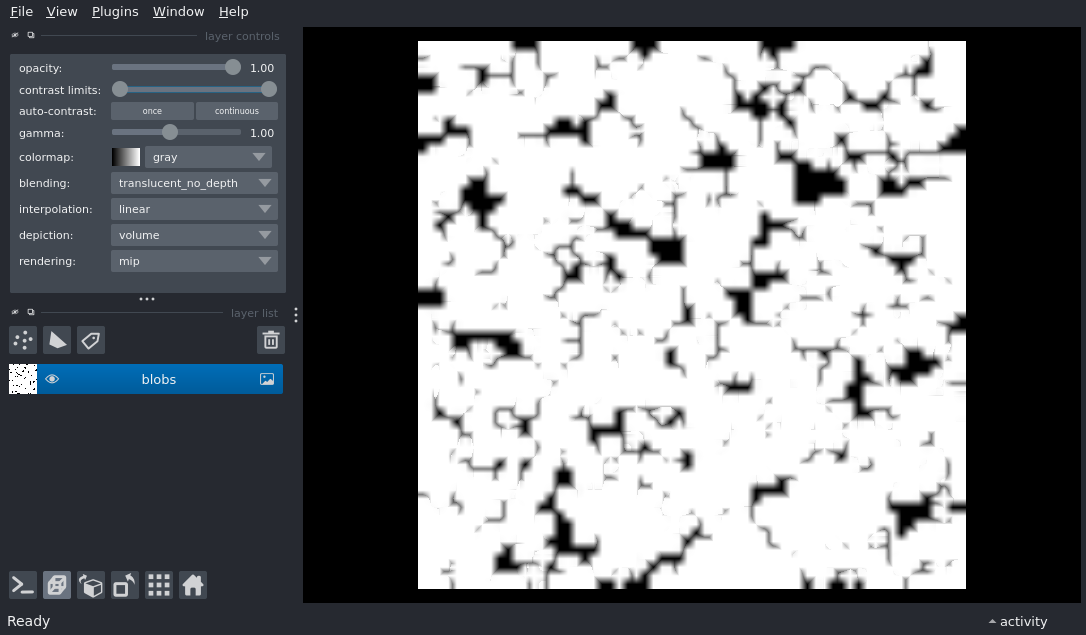 File View Plugins Window Help
layer controls
opacity: 1.00
contrast limits:
auto-contrast: once continuous
gamma: 1.00
colormap: gray
blending: translucent_no_depth
interpolation: linear
depiction: volume
rendering: mip
layer list
blobs
Ready activity